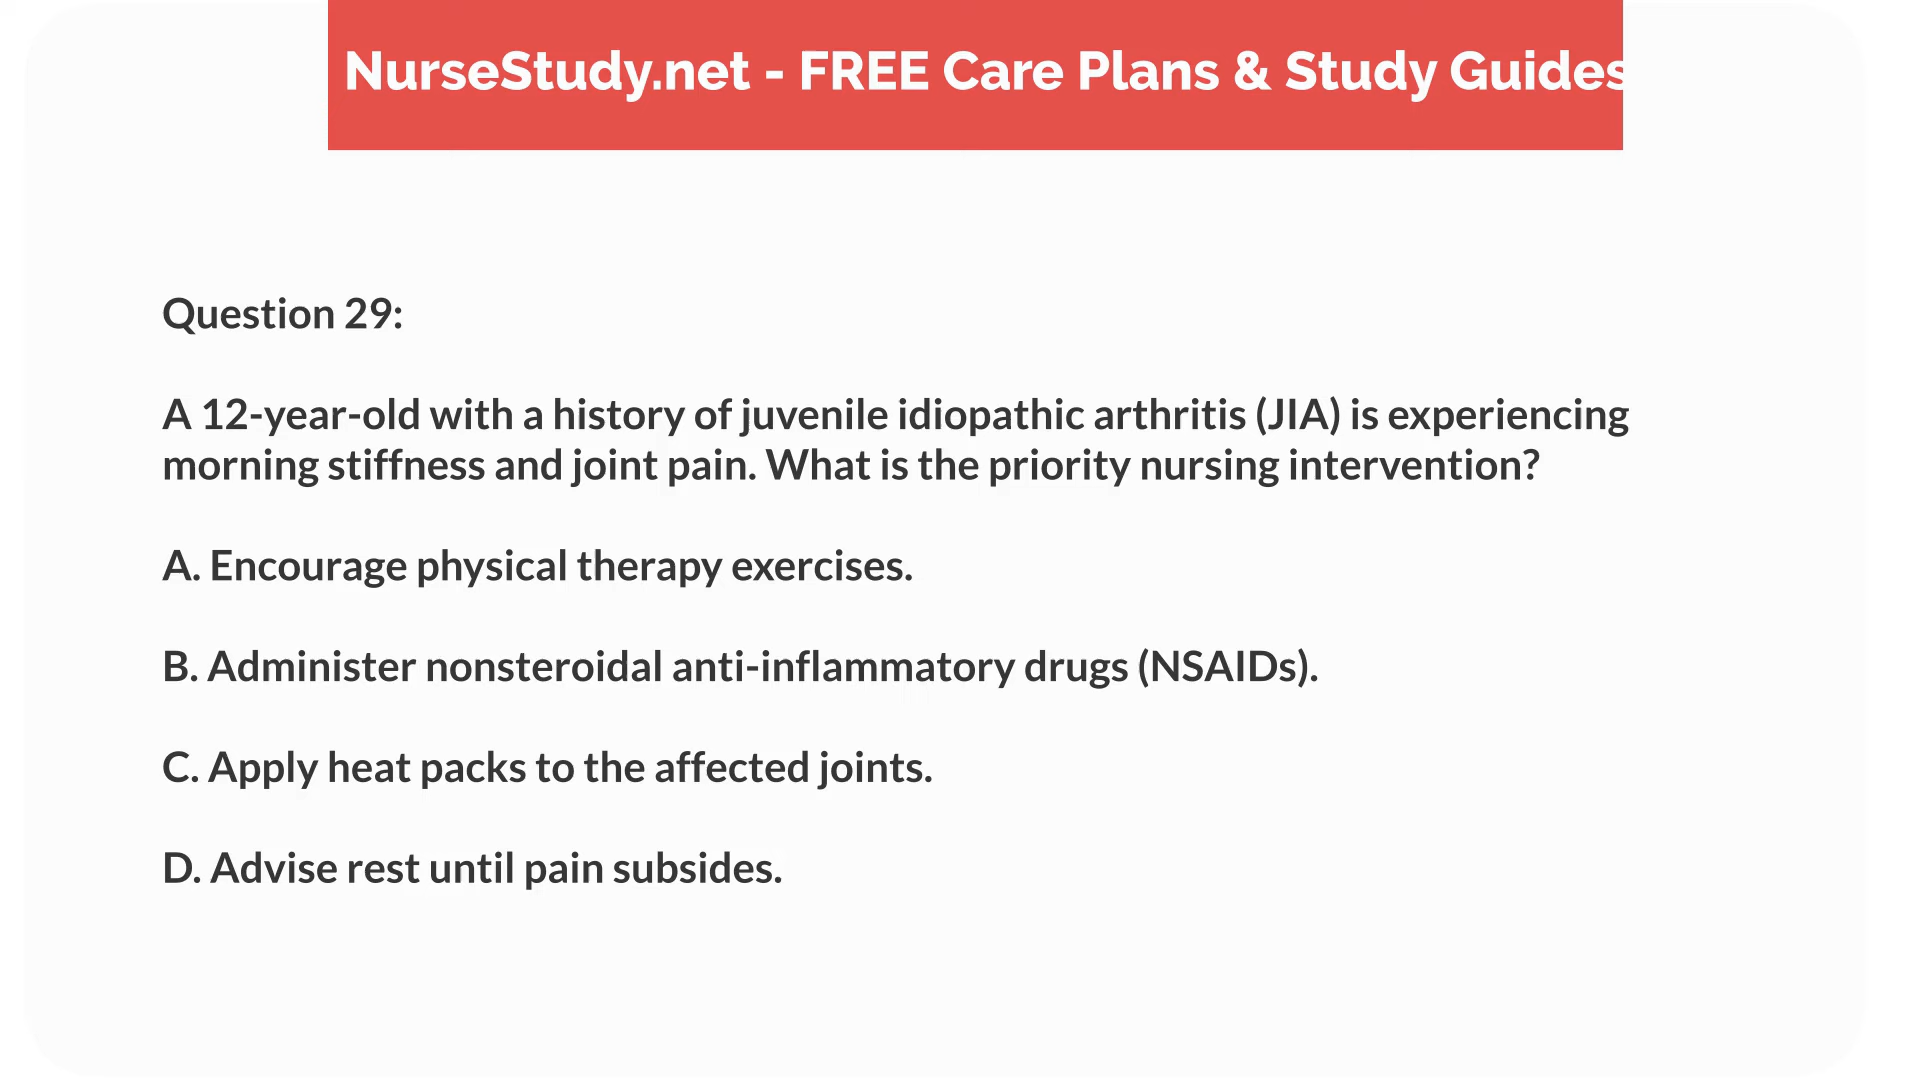 NurseStudy.net - FREE Care Plans & Study Guides
Question 29:
A 12-year-old with a history of juvenile idiopathic arthritis (JIA) is experiencing
morning stiffness and joint pain. What is the priority nursing intervention?
A. Encourage physical therapy exercises.
B. Administer nonsteroidal anti-inflammatory drugs (NSAIDs).
C. Apply heat packs to the affected joints.
D. Advise rest until pain subsides.